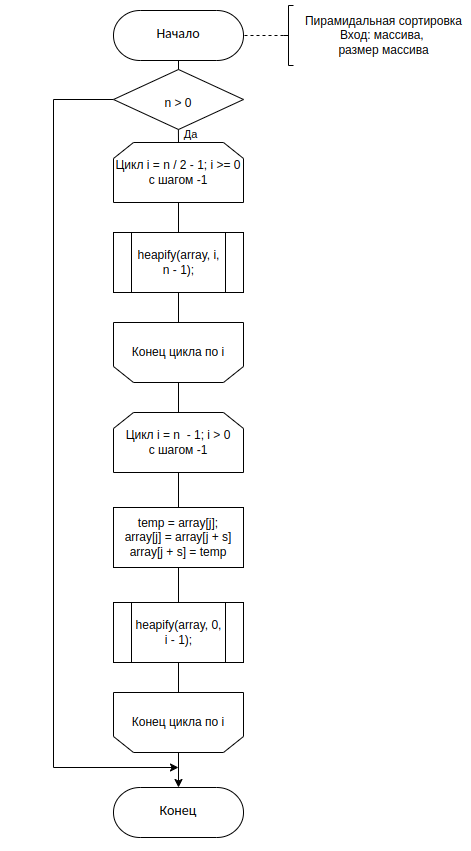 Начало
Пирамидальная сортировка
Вход: массива,
размер массива
n > 0
Да
Цикл i = n / 2 - 1; i >= 0
с шагом -1
heapify(array, i,
n - 1);
Конец цикла по i
Цикл i = n - 1; i > 0
с шагом -1
temp = array[j];
array[j] = array[j + s]
array[j + s] = temp
heapify(array, 0,
i - 1);
Конец цикла по i
Конец